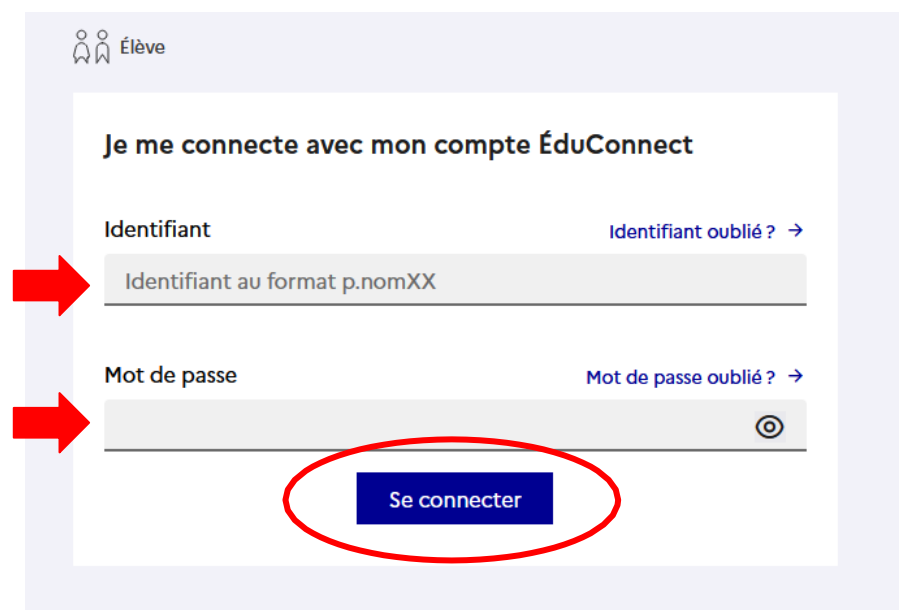 Élève
Je me connecte avec mon compte ÉduConnect
Identifiant
Identifiant oublié ? →
Identifiant au format p.nomXX
Mot de passe
Mot de passe oublié ? →
Se connecter